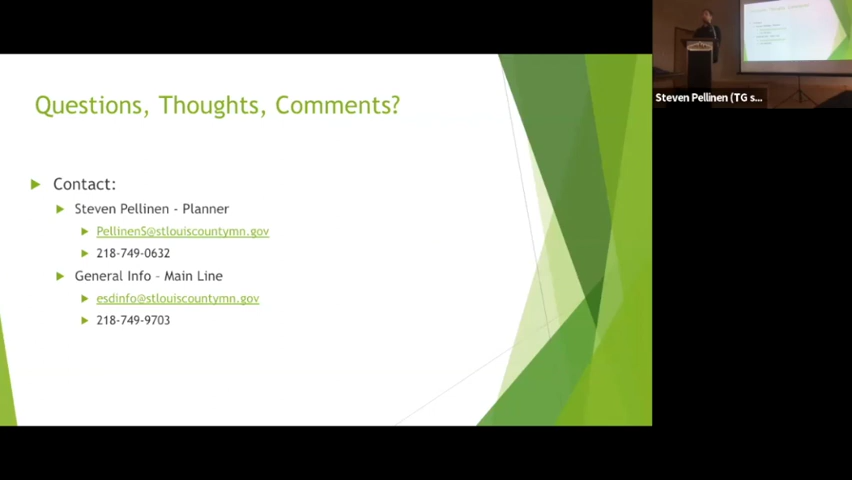 Questions, Thoughts, Comments?
Contact:
Steven Pellinen - Planner
PellinenS@stlouiscountymn.gov
218-749-0632
General Info – Main Line
esdinfo@stlouiscountymn.gov
218-749-9703
Steven Pellinen (TG s...